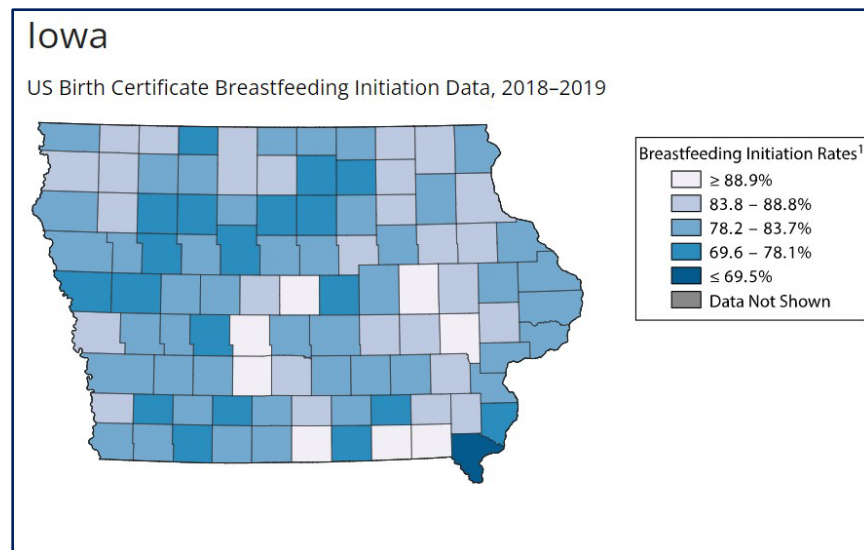 Iowa
US Birth Certificate Breastfeeding Initiation Data, 2018–2019
Breastfeeding Initiation Rates¹
≥ 88.9%
83.8 – 88.8%
78.2 – 83.7%
69.6 – 78.1%
≤ 69.5%
Data Not Shown